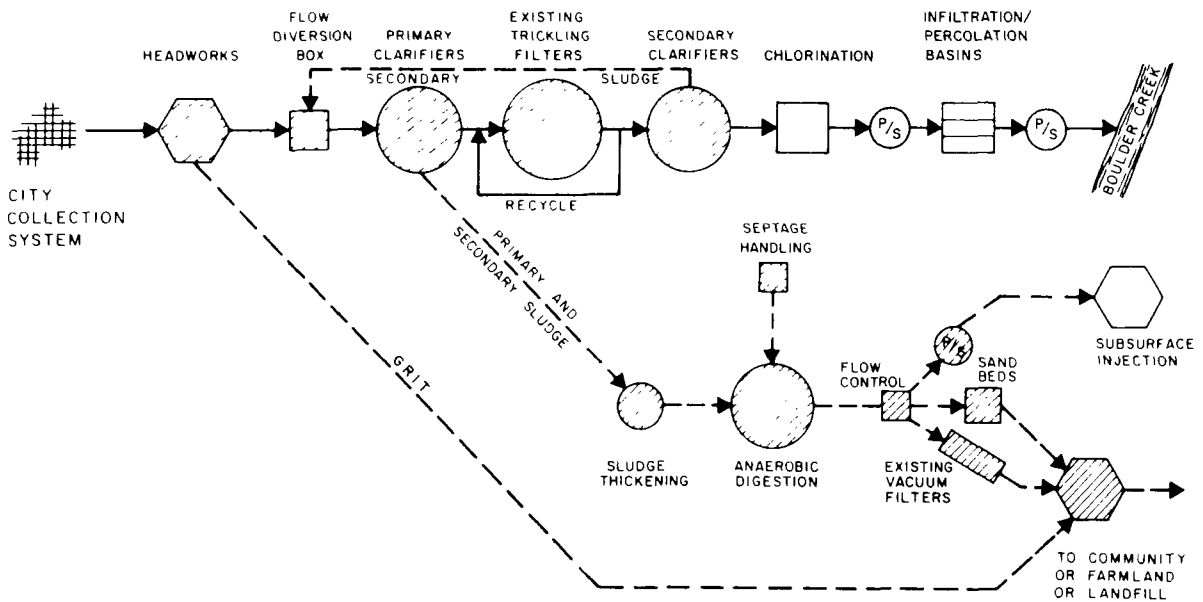 FLOW
DIVERSION
BOX
HEADWORKS
PRIMARY
CLARIFIERS
EXISTING
TRICKLING
FILTERS
SECONDARY
CLARIFIERS
CHLORINATION
INFILTRATION/
PERCOLATION
BASINS
SECONDARY
SLUDGE
P/S
P/S
BOULDER CREEK
RECYCLE
CITY
COLLECTION
SYSTEM
PRIMARY AND
SECONDARY SLUDGE
SEPTAGE
HANDLING
GRIT
SUBSURFACE
INJECTION
FLOW
CONTROL
SAND
BEDS
SLUDGE
THICKENING
ANAEROBIC
DIGESTION
EXISTING
VACUUM
FILTERS
TO COMMUNITY
OR FARMLAND
OR LANDFILL